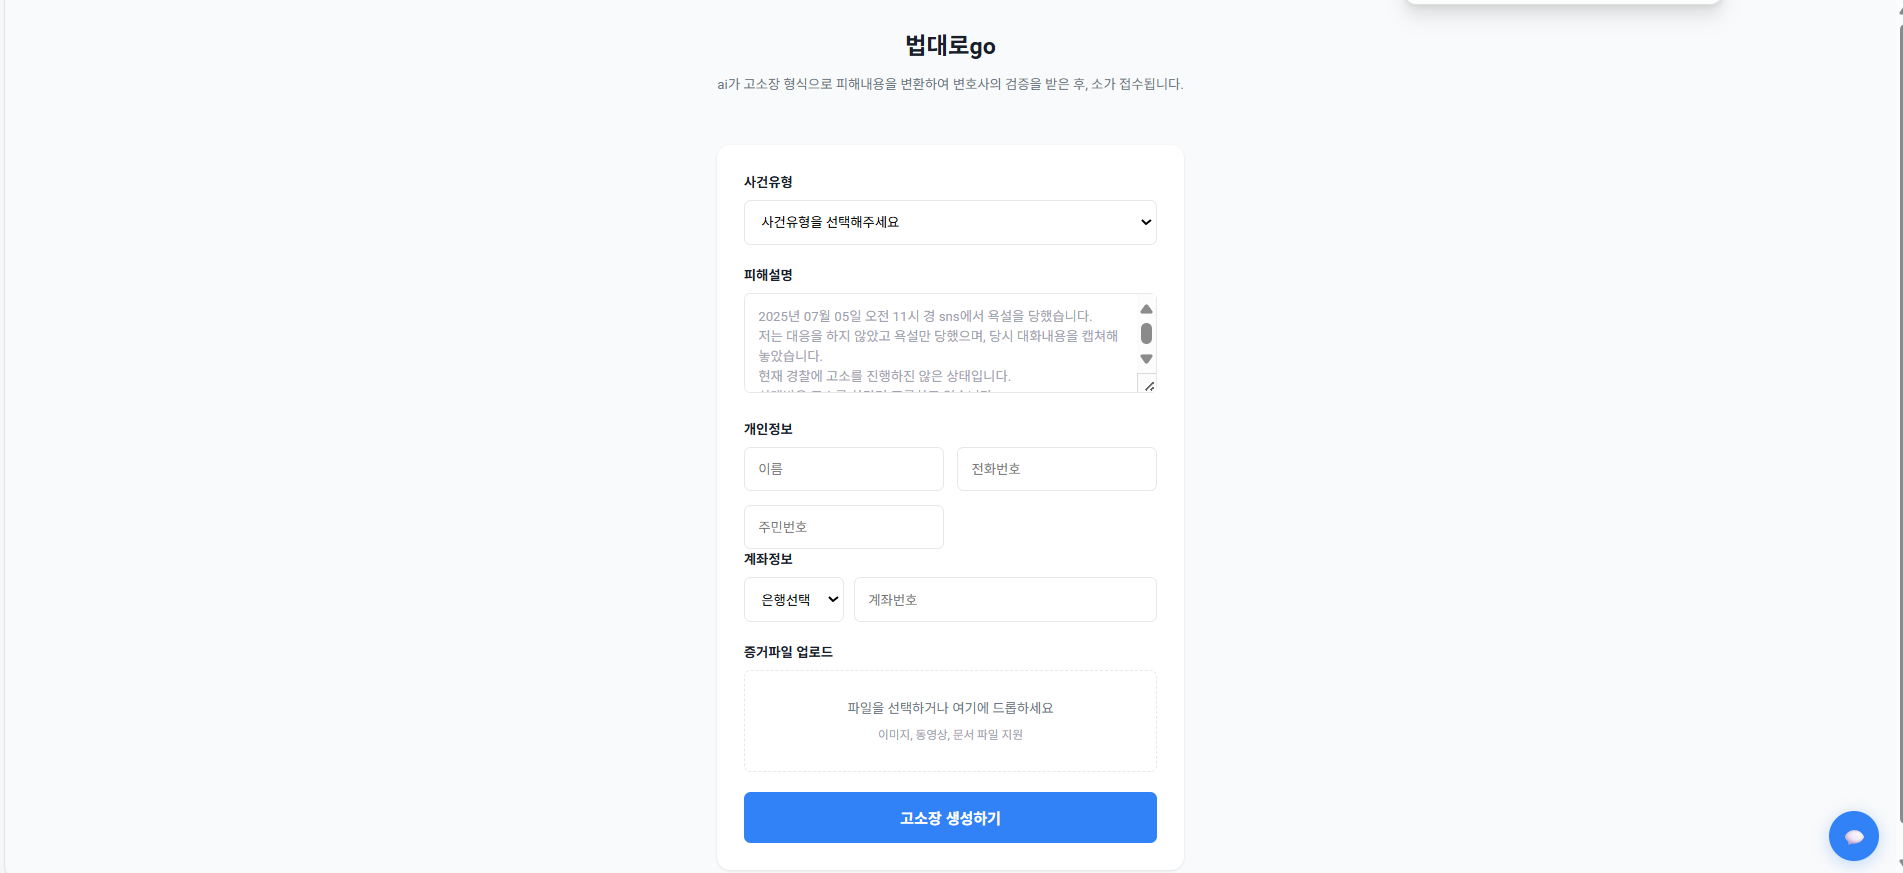 법대로go
ai가 고소장 형식으로 피해내용을 변환하여 변호사의 검증을 받은 후, 소가 접수됩니다.
사건유형
사건유형을 선택해주세요
피해설명
2025년 07월 05일 오전 11시 경 sns에서 욕설을 당했습니다.
저는 대응을 하지 않았고 욕설만 당했으며, 당시 대화내용을 캡쳐해
놓았습니다.
현재 경찰에 고소를 진행하진 않은 상태입니다.
개인정보
이름
전화번호
주민번호
계좌정보
은행선택
계좌번호
증거파일 업로드
파일을 선택하거나 여기에 드롭하세요
이미지, 동영상, 문서 파일 지원
고소장 생성하기